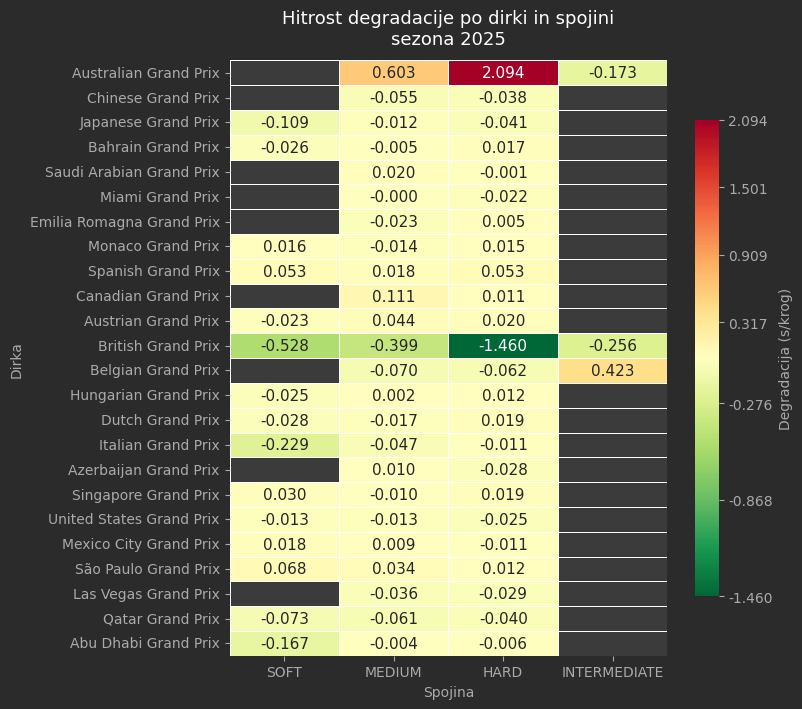 Hitrost degradacije po dirki in spojini
sezona 2025
Dirka
Australian Grand Prix 0.603 2.094 -0.173
Chinese Grand Prix -0.055 -0.038
Japanese Grand Prix -0.109 -0.012 -0.041
Bahrain Grand Prix -0.026 -0.005 0.017
Saudi Arabian Grand Prix 0.020 -0.001
Miami Grand Prix -0.000 -0.022
Emilia Romagna Grand Prix -0.023 0.005
Monaco Grand Prix 0.016 -0.014 0.015
Spanish Grand Prix 0.053 0.018 0.053
Canadian Grand Prix 0.111 0.011
Austrian Grand Prix -0.023 0.044 0.020
British Grand Prix -0.528 -0.399 -1.460 -0.256
Belgian Grand Prix -0.070 -0.062 0.423
Hungarian Grand Prix -0.025 0.002 0.012
Dutch Grand Prix -0.028 -0.017 0.019
Italian Grand Prix -0.229 -0.047 -0.011
Azerbaijan Grand Prix 0.010 -0.028
Singapore Grand Prix 0.030 -0.010 0.019
United States Grand Prix -0.013 -0.013 -0.025
Mexico City Grand Prix 0.018 0.009 -0.011
São Paulo Grand Prix 0.068 0.034 0.012
Las Vegas Grand Prix -0.036 -0.029
Qatar Grand Prix -0.073 -0.061 -0.040
Abu Dhabi Grand Prix -0.167 -0.004 -0.006
SOFT MEDIUM HARD INTERMEDIATE
Spojina
2.094
1.501
0.909
0.317
-0.276
-0.868
-1.460
Degradacija (s/krog)